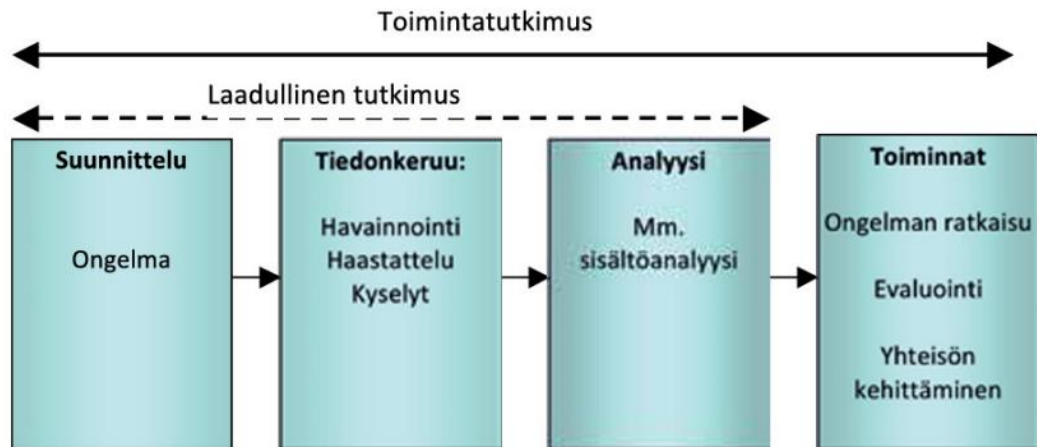 Toimintatutkimus
Laadullinen tutkimus
Suunnittelu
Ongelma
Tiedonkeruu:
Havainnointi
Haastattelu
Kyselyt
Analyysi
Mm.
sisältöanalyysi
Toiminnat
Ongelman ratkaisu
Evaluointi
Yhteisön
kehittäminen